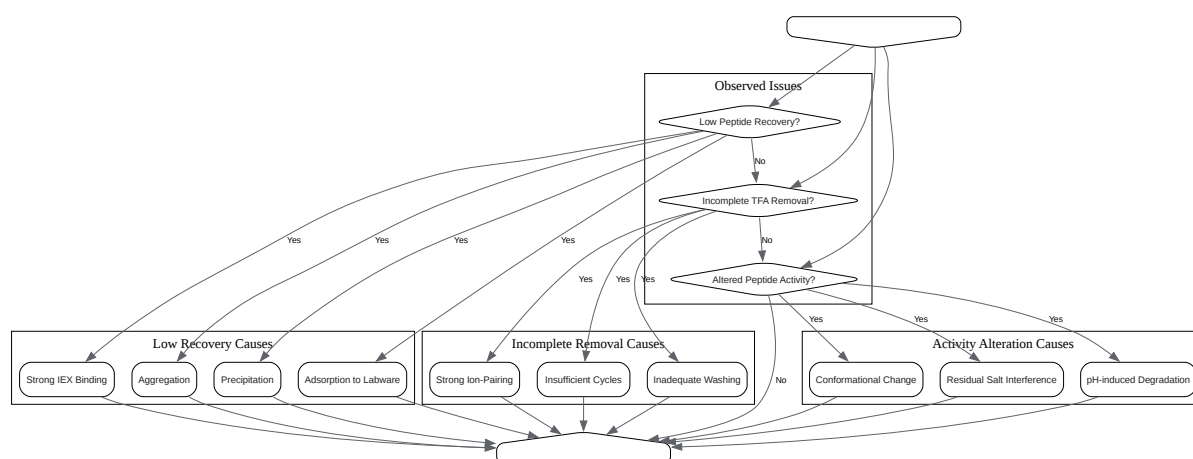 Observed Issues
Low Peptide Recovery?
No
Incomplete TFA Removal?
Yes
Yes
Yes
Yes
No
Altered Peptide Activity?
Yes
Yes
Yes
Yes
Yes
Yes
Low Recovery Causes
Incomplete Removal Causes
Activity Alteration Causes
Strong IEX Binding
Aggregation
Precipitation
Adsorption to Labware
Strong Ion-Pairing
Insufficient Cycles
Inadequate Washing
No
Conformational Change
Residual Salt Interference
pH-induced Degradation